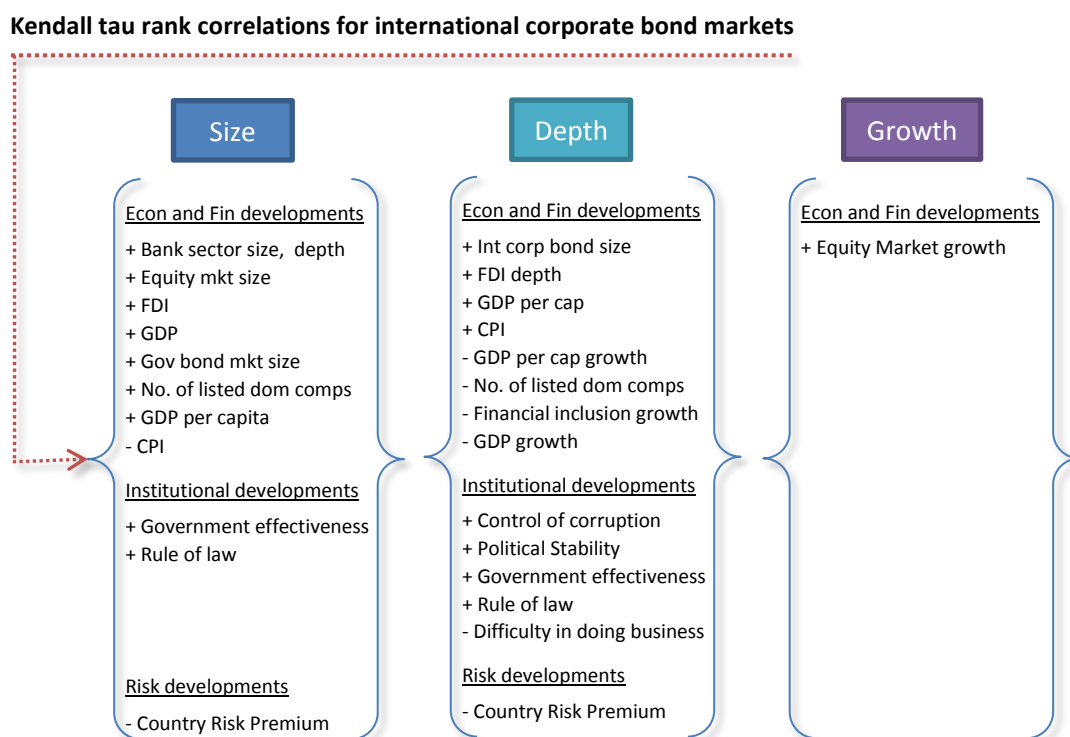 Kendall tau rank correlations for international corporate bond markets
Size
Econ and Fin developments
+ Bank sector size,  depth
+ Equity mkt size
+ FDI
+ GDP
+ Gov bond mkt size
+ No. of listed dom comps
+ GDP per capita
- CPI
Institutional developments
+ Government effectiveness
+ Rule of law
Risk developments
- Country Risk Premium
Depth
Econ and Fin developments
+ Int corp bond size
+ FDI depth
+ GDP per cap
+ CPI
- GDP per cap growth
- No. of listed dom comps
- Financial inclusion growth
- GDP growth
Institutional developments
+ Control of corruption
+ Political Stability
+ Government effectiveness
+ Rule of law
- Difficulty in doing business
Risk developments
- Country Risk Premium
Growth
Econ and Fin developments
+ Equity Market growth